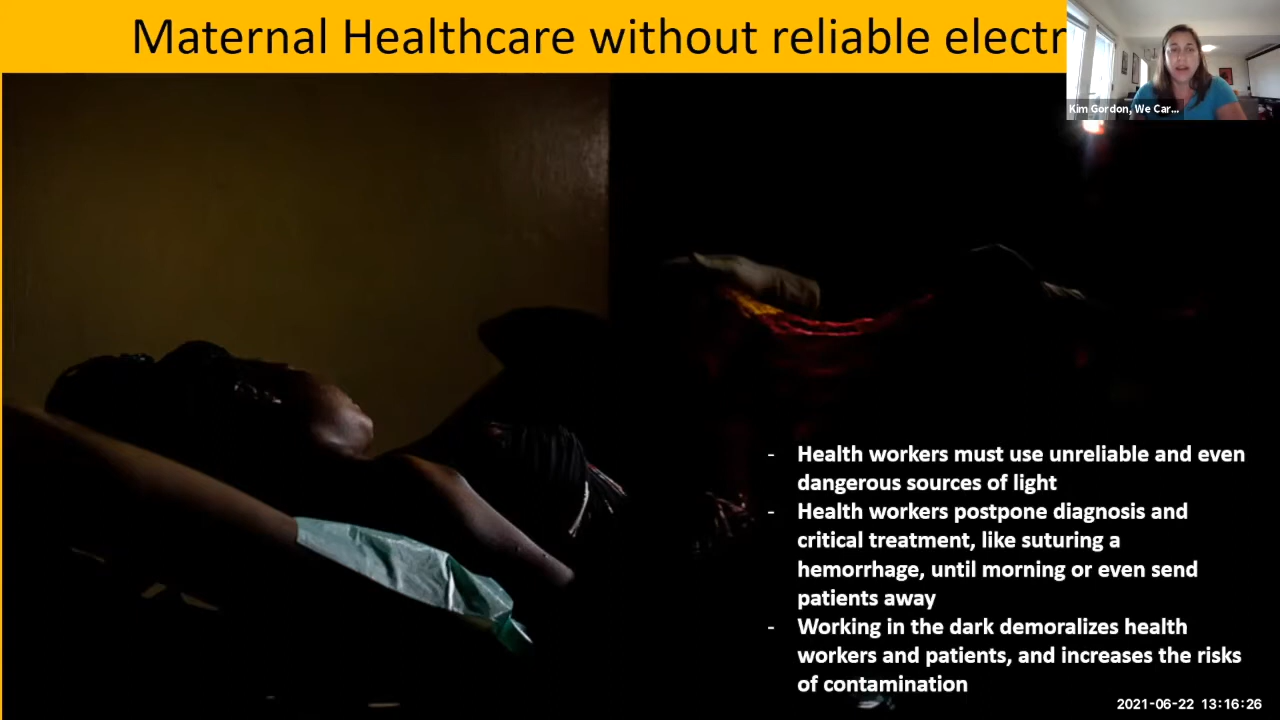 Maternal Healthcare without reliable electr
Kim Gordon, We Car...
- Health workers must use unreliable and even
dangerous sources of light
- Health workers postpone diagnosis and
critical treatment, like suturing a
hemorrhage, until morning or even send
patients away
- Working in the dark demoralizes health
workers and patients, and increases the risks
of contamination
2021-06-22 13:16:26